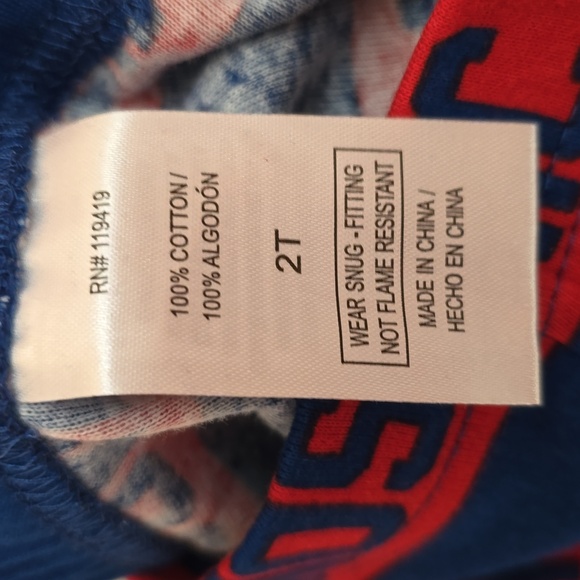 RN# 119419
100% COTTON /
100% ALGODÓN
2T
WEAR SNUG - FITTING
NOT FLAME RESISTANT
MADE IN CHINA /
HECHO EN CHINA